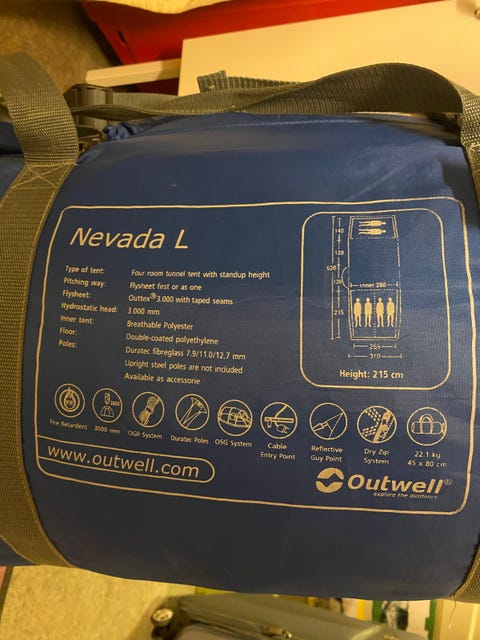 Nevada L
Type of tent: Four room tunnel tent with standup height
Pitching way: Flysheet first or as one
Flysheet: Outtex® 3.000 with taped seams
Hydrostatic head: 3.000 mm
Inner tent: Breathable Polyester
Floor: Double-coated polyethylene
Poles: Duratec fibreglass 7.9/11.0/12.7 mm
Upright steel poles are not included
Available as accessorie
140
120
620
120
inner 280
215
255
310
Height: 215 cm
Fire Retardent
3000 mm
OGR System
Duratec Poles
OSG System
Cable
Entry Point
Reflective
Guy Point
Dry Zip
System
22.1 kg
45 x 80 cm
www.outwell.com
Outwell®
explore the outdoors